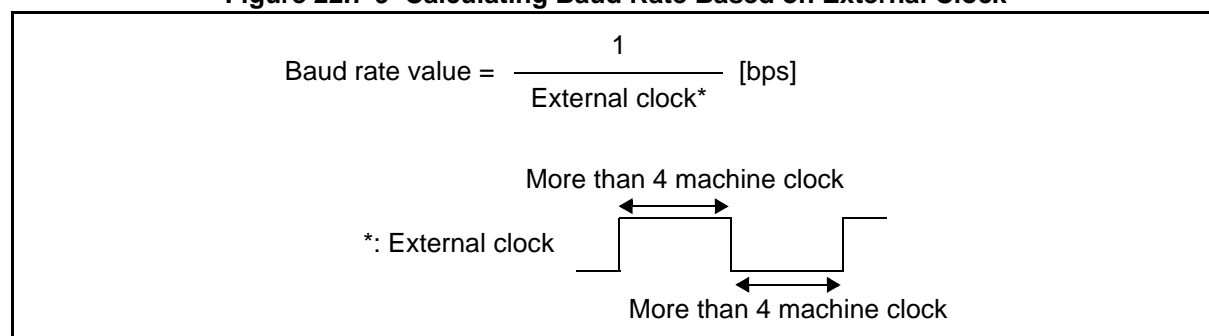 Figure 22.7-3 Calculating Baud Rate Based on External Clock
1
Baud rate value = [bps]
External clock*
More than 4 machine clock
*: External clock
More than 4 machine clock